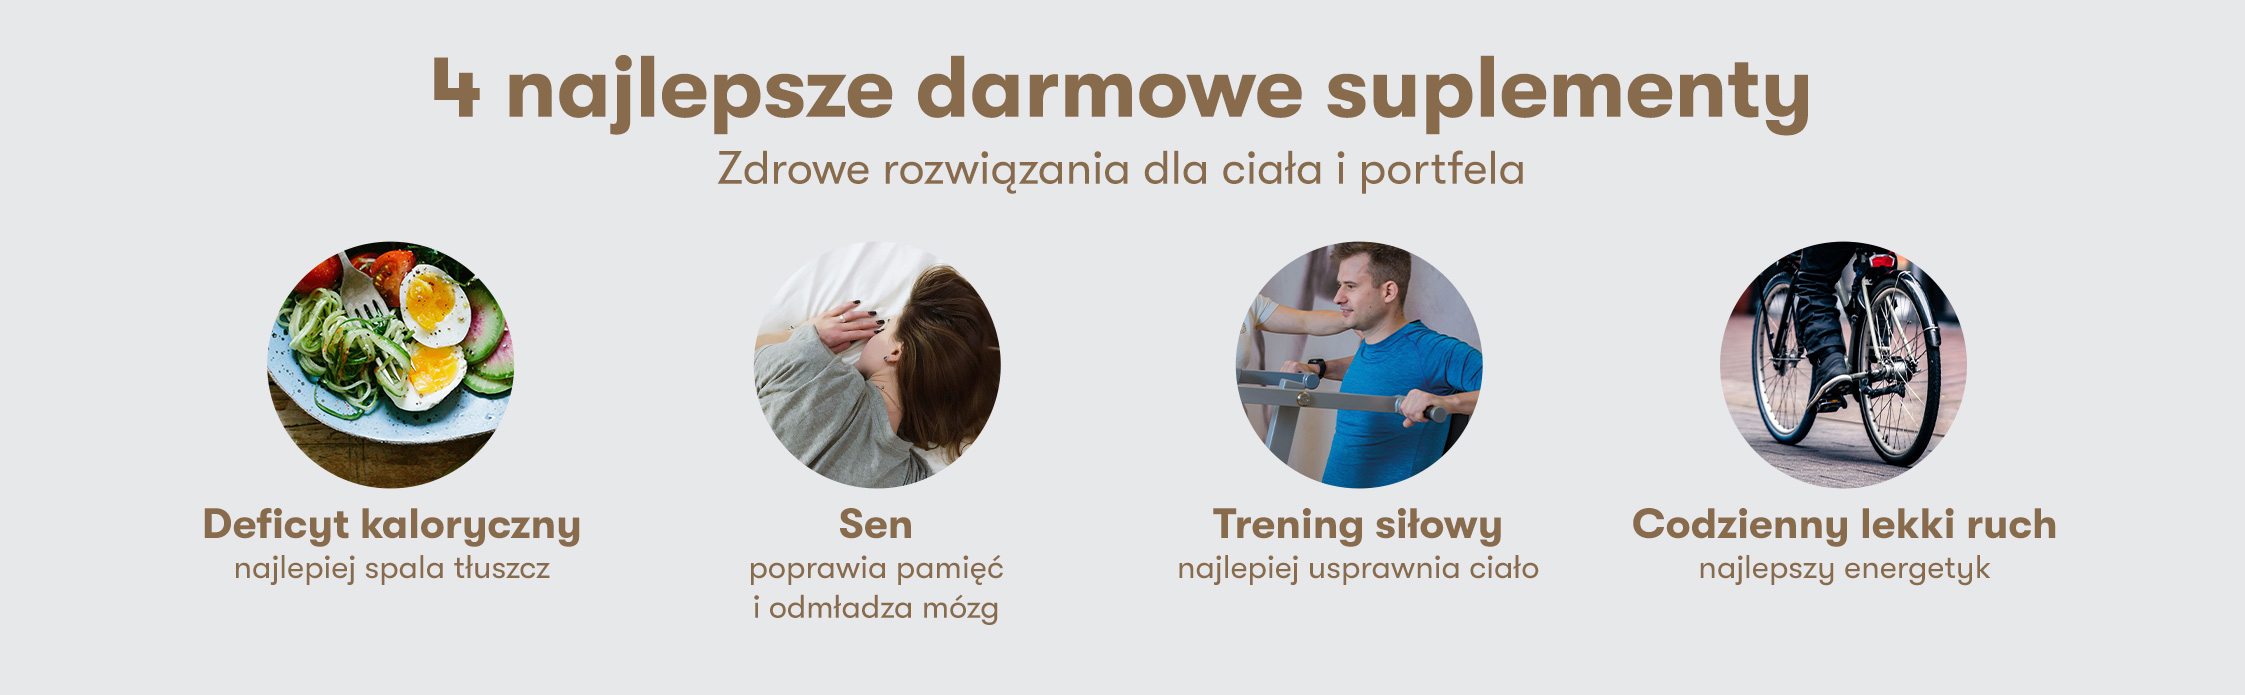 4 najlepsze darmowe suplementy
Zdrowe rozwiązania dla ciała i portfela
Deficyt kaloryczny
najlepiej spala tłuszcz
Sen
poprawia pamięć
i odmładza mózg
Trening siłowy
najlepiej usprawnia ciało
Codzienny lekki ruch
najlepszy energetyk